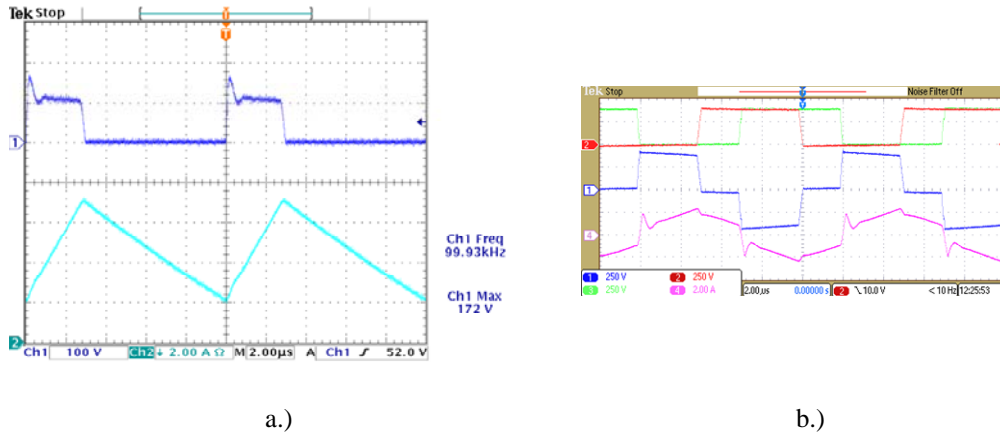 Tek Stop
T
T
1
Ch1 Freq
99.93kHz
Ch1 Max
172 V
2
Ch1 100 V Ch2 2.00 A Ω M 2.00µs A Ch1 52.0 V
a.)
Tek Stop Noise Filter Off
2
1
4
1 250 V 2 250 V
3 250 V 4 2.00 A
2.00µs 0.00000 s 2 10.0 V < 10 Hz 12:25:53
b.)